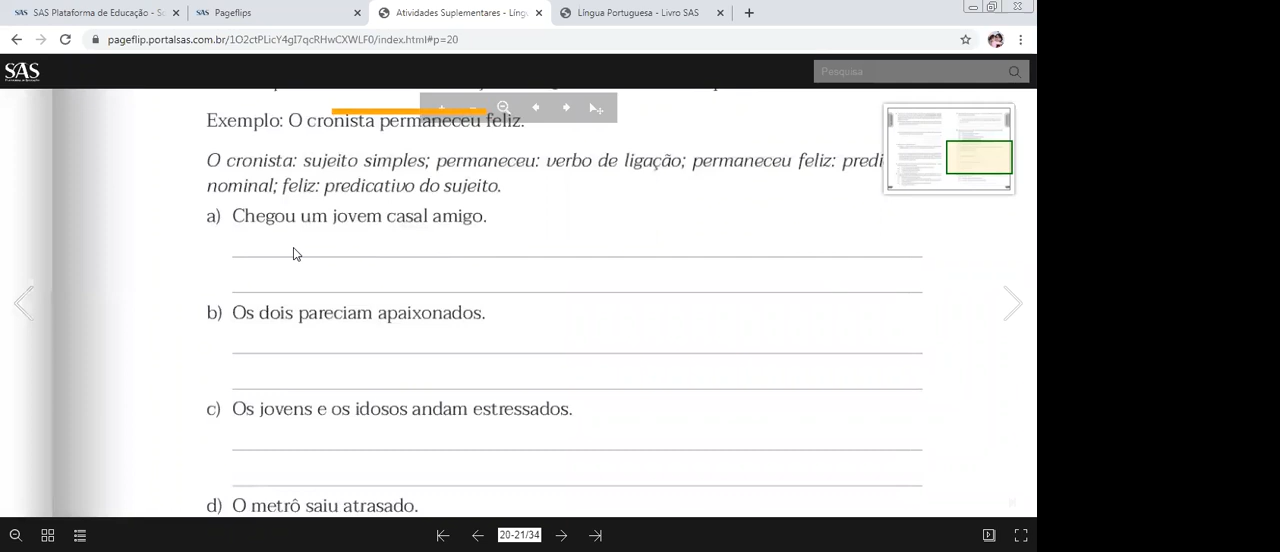 SAS Plataforma de Educação - Sc
Pageflips
Atividades Suplementares - Líng
Língua Portuguesa - Livro SAS
pageflip.portalsas.com.br/1O2ctPLicY4gI7qcRHwCXWLF0/index.html#p=20
SAS
Pesquisa
Exemplo: O cronista permaneceu feliz.
O cronista: sujeito simples; permaneceu: verbo de ligação; permaneceu feliz: predi
nominal; feliz: predicativo do sujeito.
a) Chegou um jovem casal amigo.
b) Os dois pareciam apaixonados.
c) Os jovens e os idosos andam estressados.
d) O metrô saiu atrasado.
20-21/34